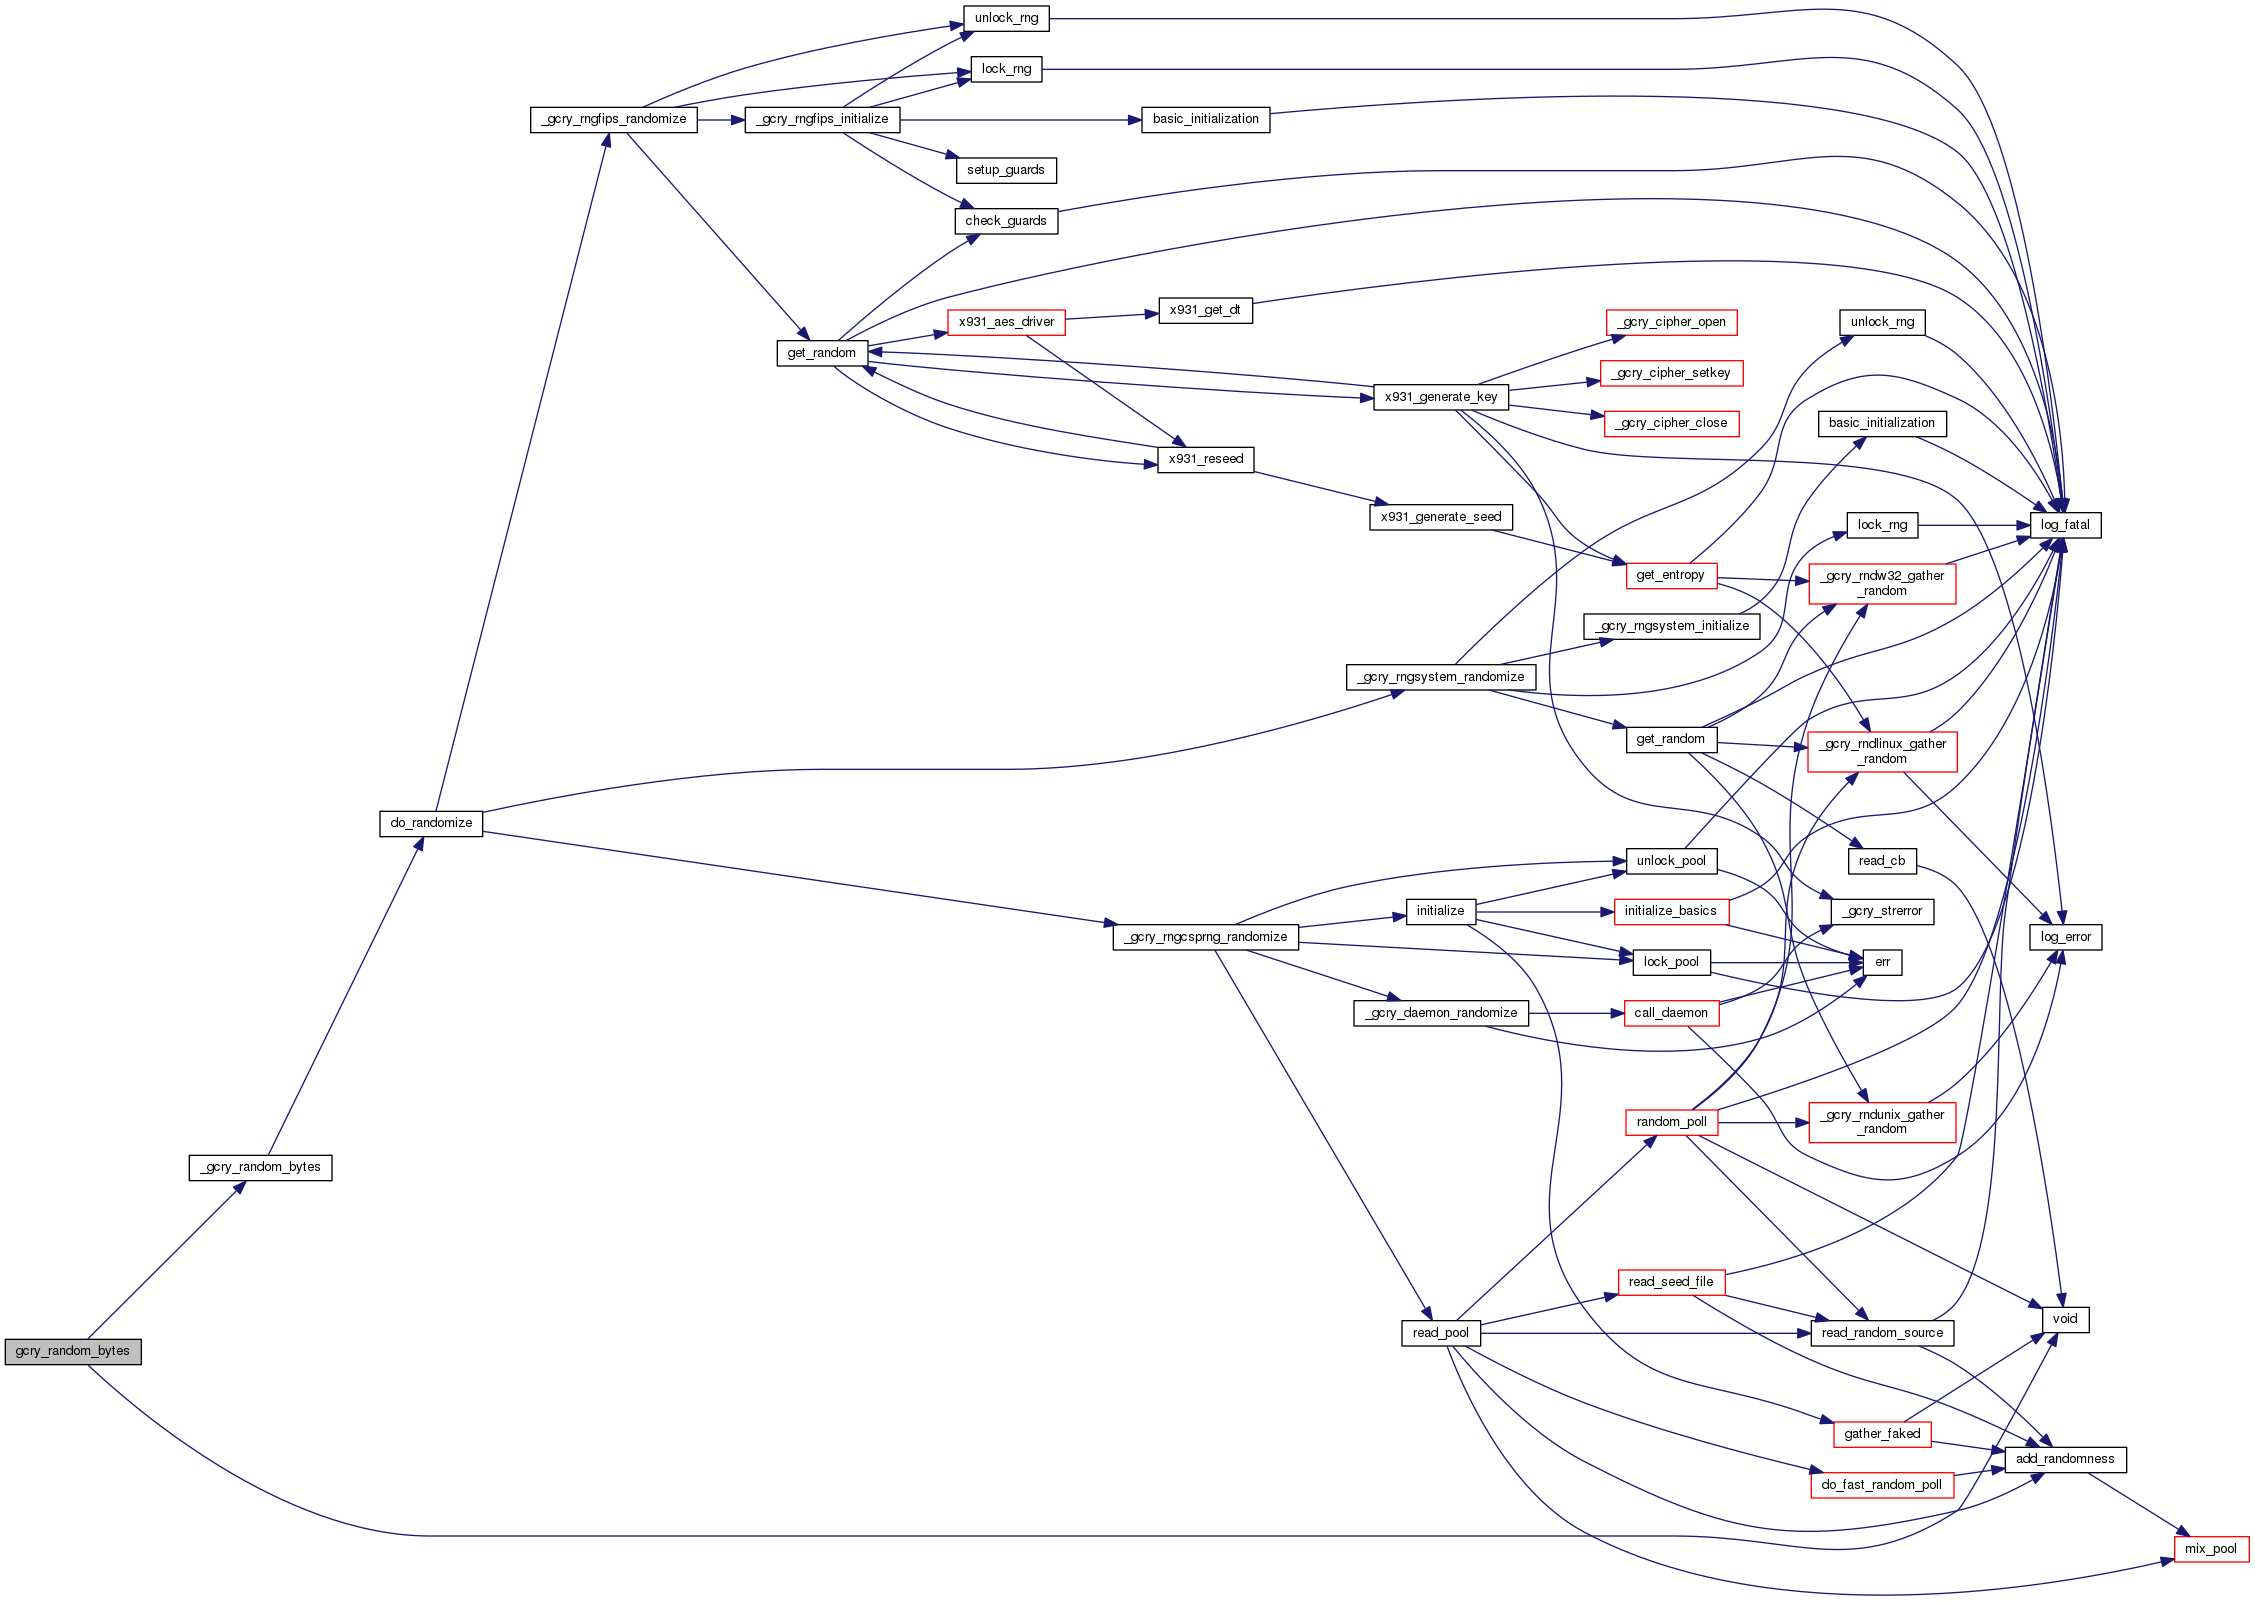 unlock_rng
lock_rng
_gcry_rngfips_randomize
_gcry_rngfips_initialize
basic_initialization
setup_guards
check_guards
x931_get_dt
x931_aes_driver
_gcry_cipher_open
unlock_rng
get_random
_gcry_cipher_setkey
x931_generate_key
_gcry_cipher_close
basic_initialization
x931_reseed
x931_generate_seed
lock_rng
log_fatal
get_entropy
_gcry_rndw32_gather
_random
_gcry_rngsystem_initialize
_gcry_rngsystem_randomize
get_random
_gcry_rndlinux_gather
_random
do_randomize
unlock_pool
read_cb
initialize
initialize_basics
_gcry_strerror
_gcry_rngcsprng_randomize
log_error
lock_pool
err
_gcry_daemon_randomize
call_daemon
random_poll
_gcry_rndunix_gather
_random
_gcry_random_bytes
read_seed_file
void
read_pool
read_random_source
gcry_random_bytes
gather_faked
add_randomness
do_fast_random_poll
mix_pool